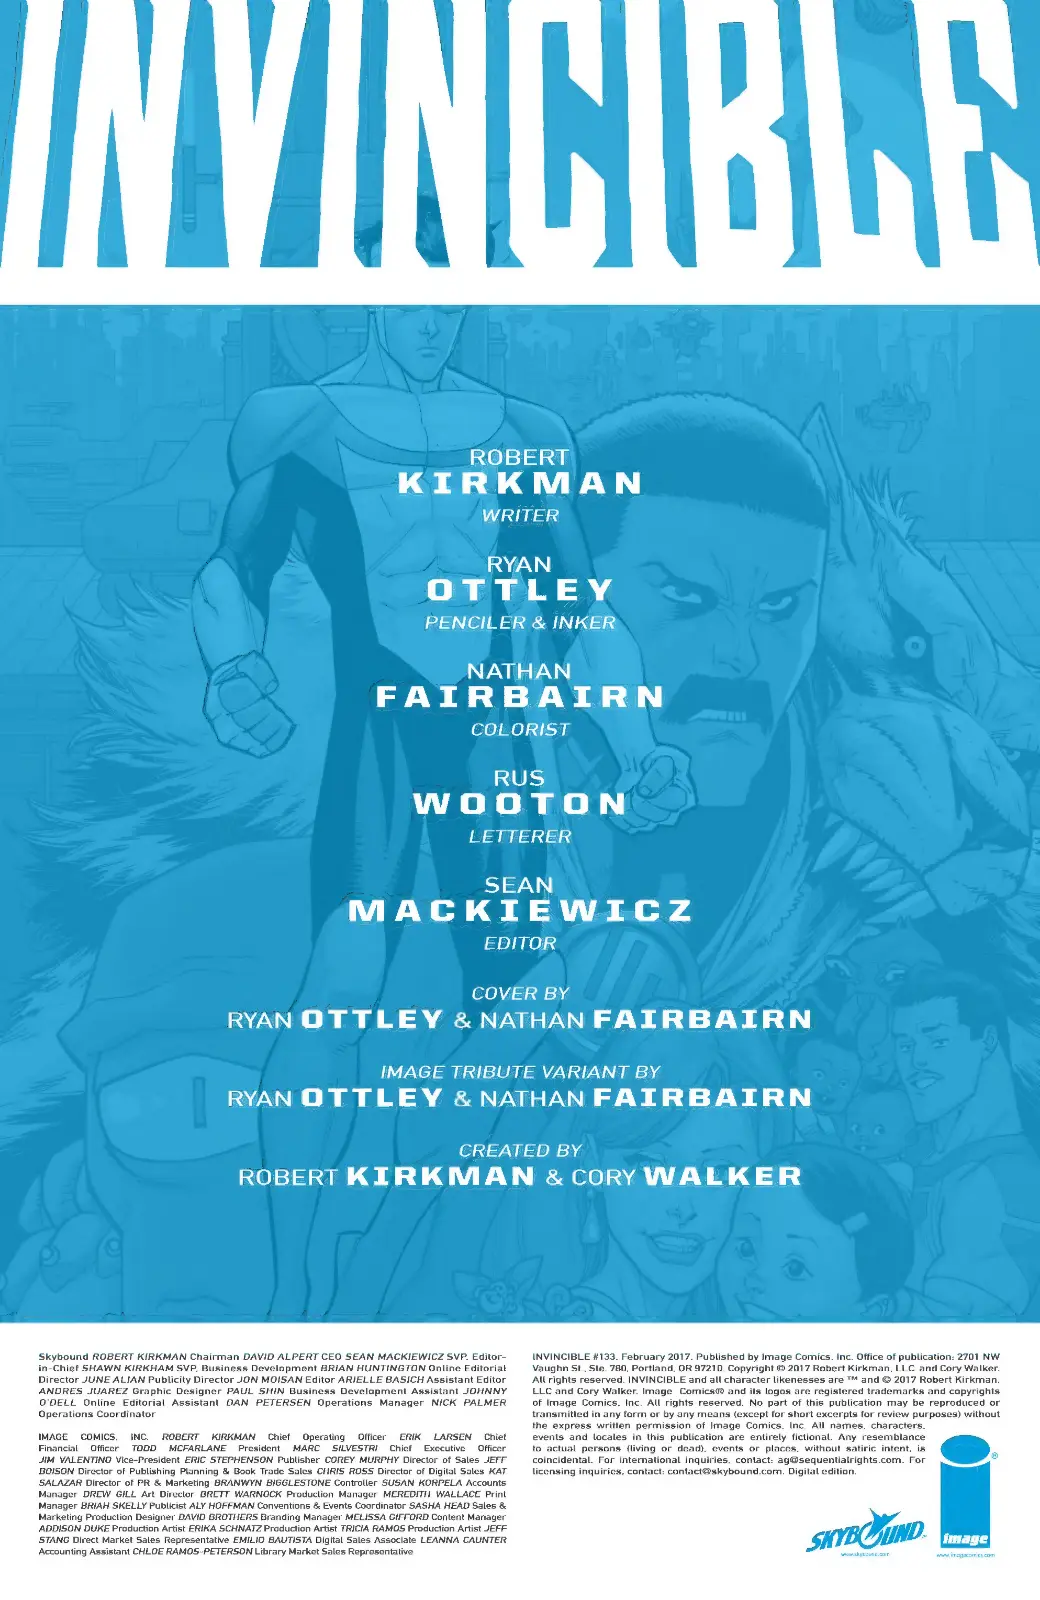 INVINCIBLE
ROBERT
KIRKMAN
WRITER
RYAN
OTTLEY
PENCILER & INKER
NATHAN
FAIRBAIRN
COLORIST
RUS
WOOTON
LETTERER
SEAN
MACKIEWICZ
EDITOR
COVER BY
RYAN OTTLEY & NATHAN FAIRBAIRN
IMAGE TRIBUTE VARIANT BY
RYAN OTTLEY & NATHAN FAIRBAIRN
CREATED BY
ROBERT KIRKMAN & CORY WALKER
Skybound ROBERT KIRKMAN Chairman DAVID ALPERT CEO SEAN MACKIEWICZ SVP, Editor-
in-Chief SHAWN KIRKHAM SVP, Business Development BRIAN HUNTINGTON Online Editorial
Director JUNE ALIAN Publicity Director JON MOISAN Editor ARIELLE BASICH Assistant Editor
ANDRES JUAREZ Graphic Designer PAUL SHIN Business Development Assistant JOHNNY
O'DELL Online Editorial Assistant DAN PETERSEN Operations Manager NICK PALMER
Operations Coordinator
IMAGE COMICS, INC. ROBERT KIRKMAN Chief Operating Officer ERIK LARSEN Chief
Financial Officer TODD MCFARLANE President MARC SILVESTRI Chief Executive Officer
JIM VALENTINO Vice-President ERIC STEPHENSON Publisher COREY MURPHY Director of Sales JEFF
BOISON Director of Publishing Planning & Book Trade Sales CHRIS ROSS Director of Digital Sales KAT
SALAZAR Director of PR & Marketing BRANWYN BIGGLESTONE Controller SUSAN KORPELA Accounts
Manager DREW GILL Art Director BRETT WARNOCK Production Manager MEREDITH WALLACE Print
Manager BRIAH SKELLY Publicist ALY HOFFMAN Conventions & Events Coordinator SASHA HEAD Sales &
Marketing Production Designer DAVID BROTHERS Branding Manager MELISSA GIFFORD Content Manager
ADDISON DUKE Production Artist ERIKA SCHNATZ Production Artist TRICIA RAMOS Production Artist JEFF
STANG Direct Market Sales Representative EMILIO BAUTISTA Digital Sales Associate LEANNA CAUNTER
Accounting Assistant CHLOE RAMOS-PETERSON Library Market Sales Representative
INVINCIBLE #133. February 2017. Published by Image Comics, Inc. Office of publication: 2701 NW
Vaughn St., Ste. 780, Portland, OR 97210. Copyright © 2017 Robert Kirkman, LLC and Cory Walker.
All rights reserved. INVINCIBLE and all character likenesses are ™ and © 2017 Robert Kirkman,
LLC and Cory Walker. Image Comics® and its logos are registered trademarks and copyrights
of Image Comics, Inc. All rights reserved. No part of this publication may be reproduced or
transmitted in any form or by any means (except for short excerpts for review purposes) without
the express written permission of Image Comics, Inc. All names, characters,
events and locales in this publication are entirely fictional. Any resemblance
to actual persons (living or dead), events or places, without satiric intent, is
coincidental. For international inquiries, contact: ag@sequentialrights.com. For
licensing inquiries, contact: contact@skybound.com. Digital edition.
SKYBOUND™
www.skybound.com
image®
www.imagecomics.com